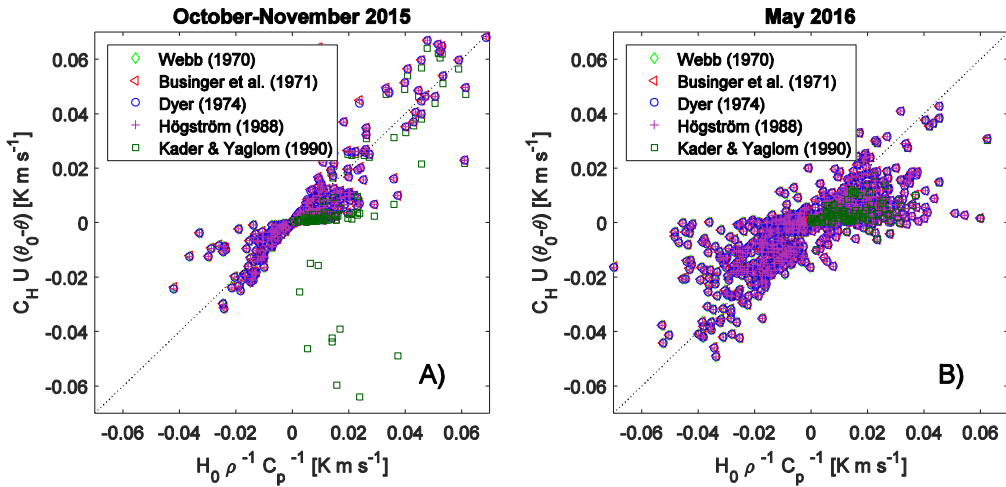 October-November 2015
0.06
0.04
0.02
0
-0.02
-0.04
-0.06
C_H U (θ_0-θ) [K m s^-1]
Webb (1970)
Businger et al. (1971)
Dyer (1974)
Högström (1988)
Kader & Yaglom (1990)
A)
-0.06 -0.04 -0.02 0 0.02 0.04 0.06
H_0 ρ^-1 C_p^-1 [K m s^-1]
May 2016
0.06
0.04
0.02
0
-0.02
-0.04
-0.06
C_H U (θ_0-θ) [K m s^-1]
Webb (1970)
Businger et al. (1971)
Dyer (1974)
Högström (1988)
Kader & Yaglom (1990)
B)
-0.06 -0.04 -0.02 0 0.02 0.04 0.06
H_0 ρ^-1 C_p^-1 [K m s^-1]